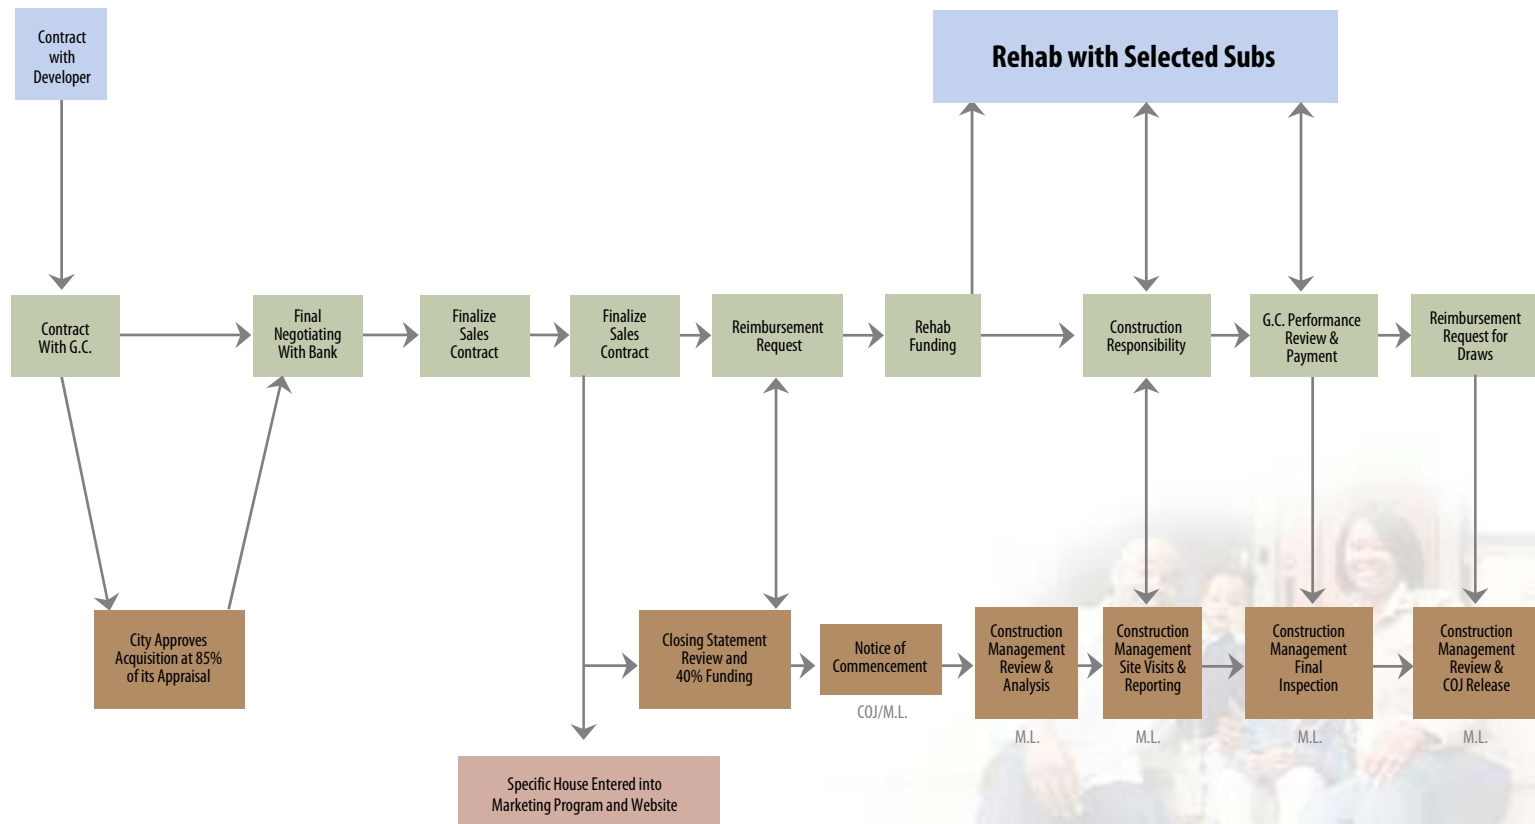 Contract
with
Developer
Rehab with Selected Subs
Contract
With G.C.
Final
Negotiating
With Bank
Finalize
Sales
Contract
Finalize
Sales
Contract
Reimbursement
Request
Rehab
Funding
Construction
Responsibility
G.C. Performance
Review &
Payment
Reimbursement
Request for
Draws
City Approves
Acquisition at 85%
of its Appraisal
Closing Statement
Review and
40% Funding
Notice of
Commencement
COJ/M.L.
Construction
Management
Review &
Analysis
M.L.
Construction
Management
Site Visits &
Reporting
M.L.
Construction
Management
Final
Inspection
M.L.
Construction
Management
Review &
COJ Release
M.L.
Specific House Entered into
Marketing Program and Website